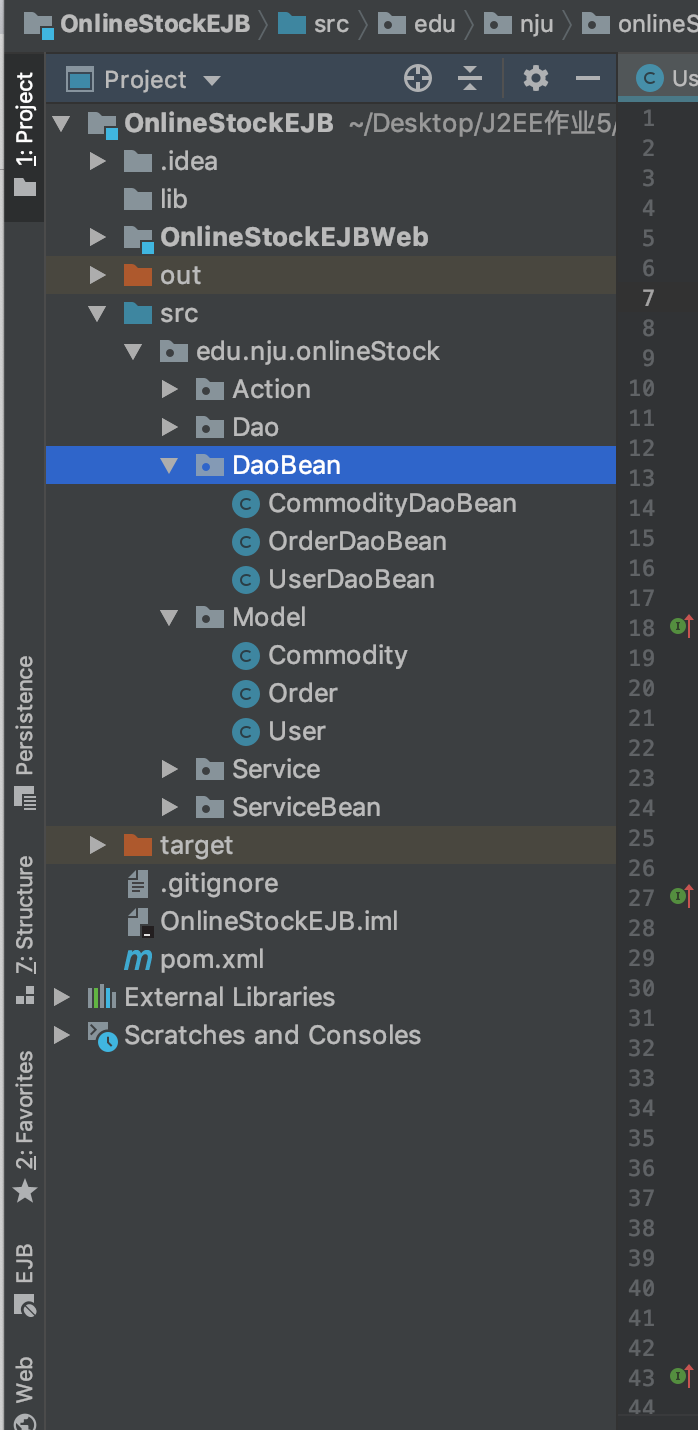 OnlineStockEJB src edu nju onlineS
1: Project
Project
Us
OnlineStockEJB ~/Desktop/J2EE作业5/
.idea
lib
OnlineStockEJBWeb
out
src
edu.nju.onlineStock
Action
Dao
DaoBean
CommodityDaoBean
OrderDaoBean
UserDaoBean
Model
Commodity
Order
User
Service
ServiceBean
target
.gitignore
OnlineStockEJB.iml
pom.xml
External Libraries
Scratches and Consoles
Persistence
7: Structure
2: Favorites
EJB
Web
1
2
3
4
5
6
7
8
9
10
11
12
13
14
15
16
17
18
19
20
21
22
23
24
25
26
27
28
29
30
31
32
33
34
35
36
37
38
39
40
41
42
43
44